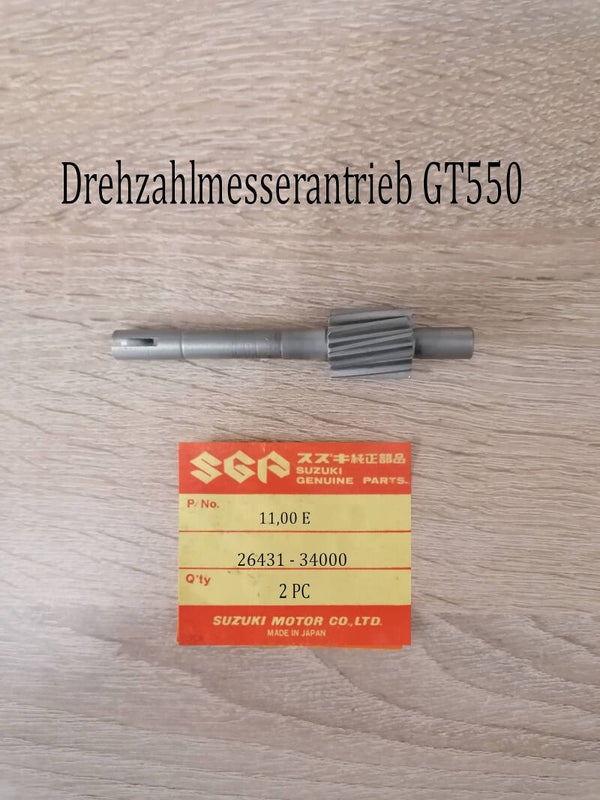 Drehzahlmesserantrieb GT550
SGP
スズキ純正部品
SUZUKI
GENUINE PARTS.
P/No.
11,00 E
26431 - 34000
Q'ty
2 PC
SUZUKI MOTOR CO.,LTD.
MADE IN JAPAN